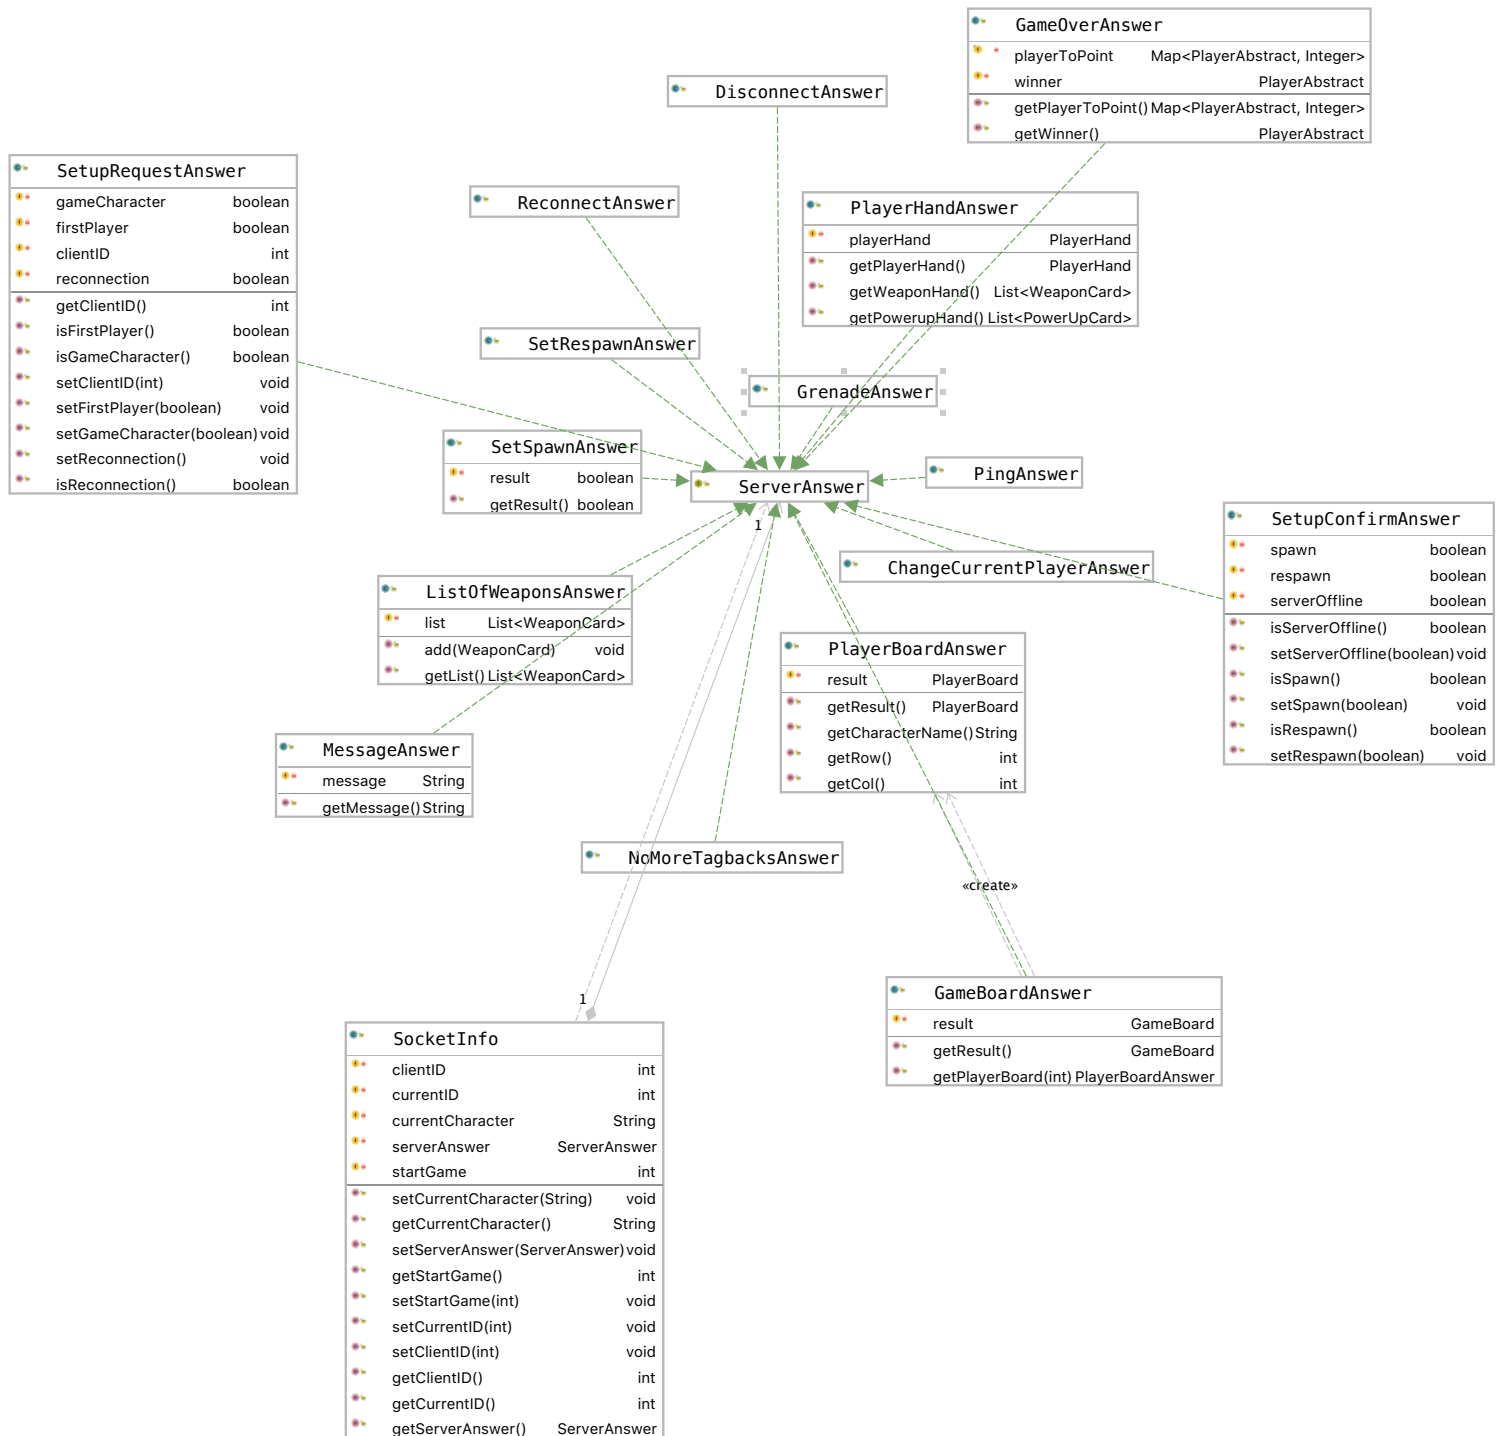 GameOverAnswer
playerToPoint Map<PlayerAbstract, Integer>
winner PlayerAbstract
getPlayerToPoint() Map<PlayerAbstract, Integer>
getWinner() PlayerAbstract
DisconnectAnswer
SetupRequestAnswer
gameCharacter boolean
firstPlayer boolean
clientID int
reconnection boolean
getClientID() int
isFirstPlayer() boolean
isGameCharacter() boolean
setClientID(int) void
setFirstPlayer(boolean) void
setGameCharacter(boolean) void
setReconnection() void
isReconnection() boolean
ReconnectAnswer
PlayerHandAnswer
playerHand PlayerHand
getPlayerHand() PlayerHand
getWeaponHand() List<WeaponCard>
getPowerupHand() List<PowerUpCard>
SetRespawnAnswer
GrenadeAnswer
SetSpawnAnswer
result boolean
getResult() boolean
ServerAnswer
PingAnswer
1
SetupConfirmAnswer
spawn boolean
respawn boolean
serverOffline boolean
isServerOffline() boolean
setServerOffline(boolean) void
isSpawn() boolean
setSpawn(boolean) void
isRespawn() boolean
setRespawn(boolean) void
ChangeCurrentPlayerAnswer
ListOfWeaponsAnswer
list List<WeaponCard>
add(WeaponCard) void
getList() List<WeaponCard>
PlayerBoardAnswer
result PlayerBoard
getResult() PlayerBoard
getCharacterName() String
getRow() int
getCol() int
MessageAnswer
message String
getMessage() String
NoMoreTagbacksAnswer
«create»
GameBoardAnswer
result GameBoard
getResult() GameBoard
getPlayerBoard(int) PlayerBoardAnswer
1
SocketInfo
clientID int
currentID int
currentCharacter String
serverAnswer ServerAnswer
startGame int
setCurrentCharacter(String) void
getCurrentCharacter() String
setServerAnswer(ServerAnswer) void
getStartGame() int
setStartGame(int) void
setCurrentID(int) void
setClientID(int) void
getClientID() int
getCurrentID() int
getServerAnswer() ServerAnswer